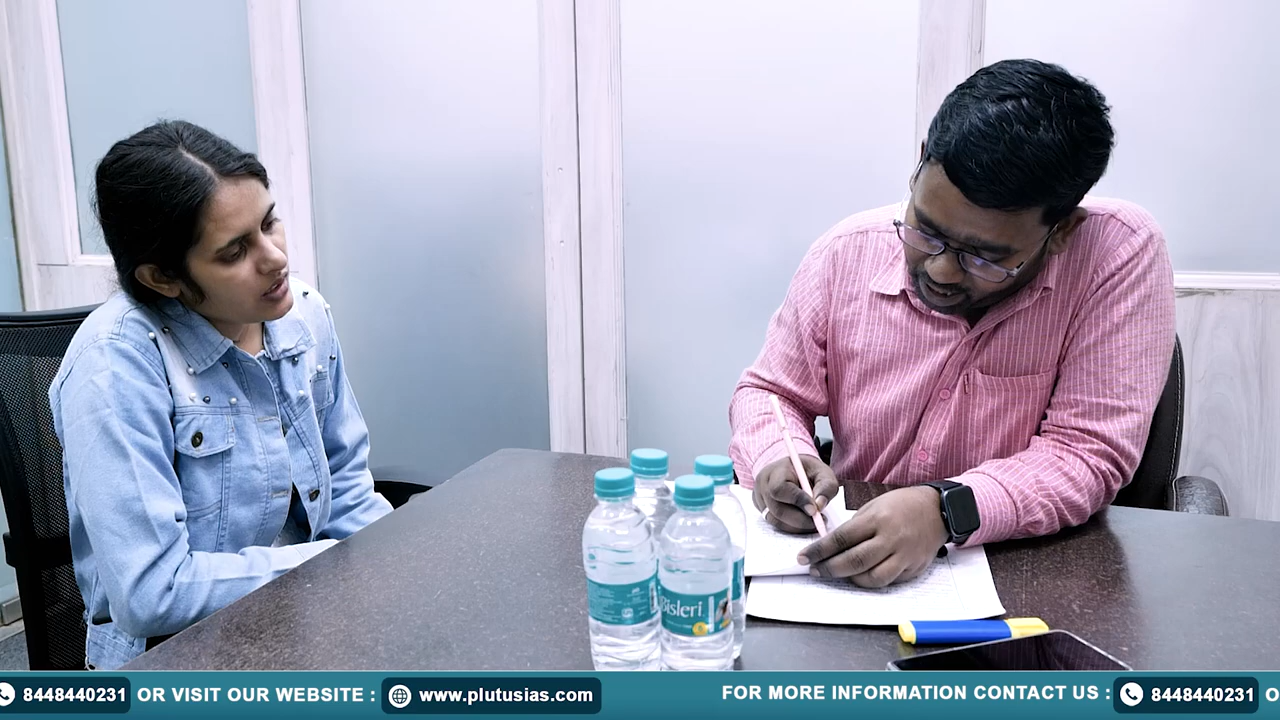 Bisleri
8448440231 OR VISIT OUR WEBSITE : www.plutusias.com FOR MORE INFORMATION CONTACT US : 8448440231 O